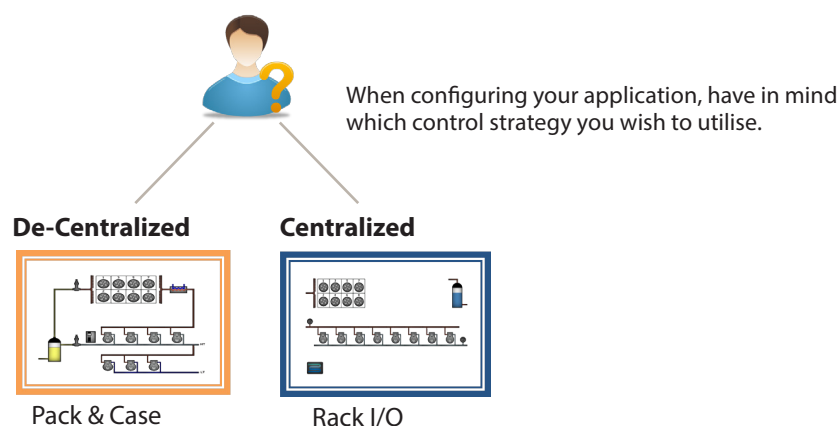 When configuring your application, have in mind
which control strategy you wish to utilise.
De-Centralized
Centralized
Pack & Case
Rack I/O